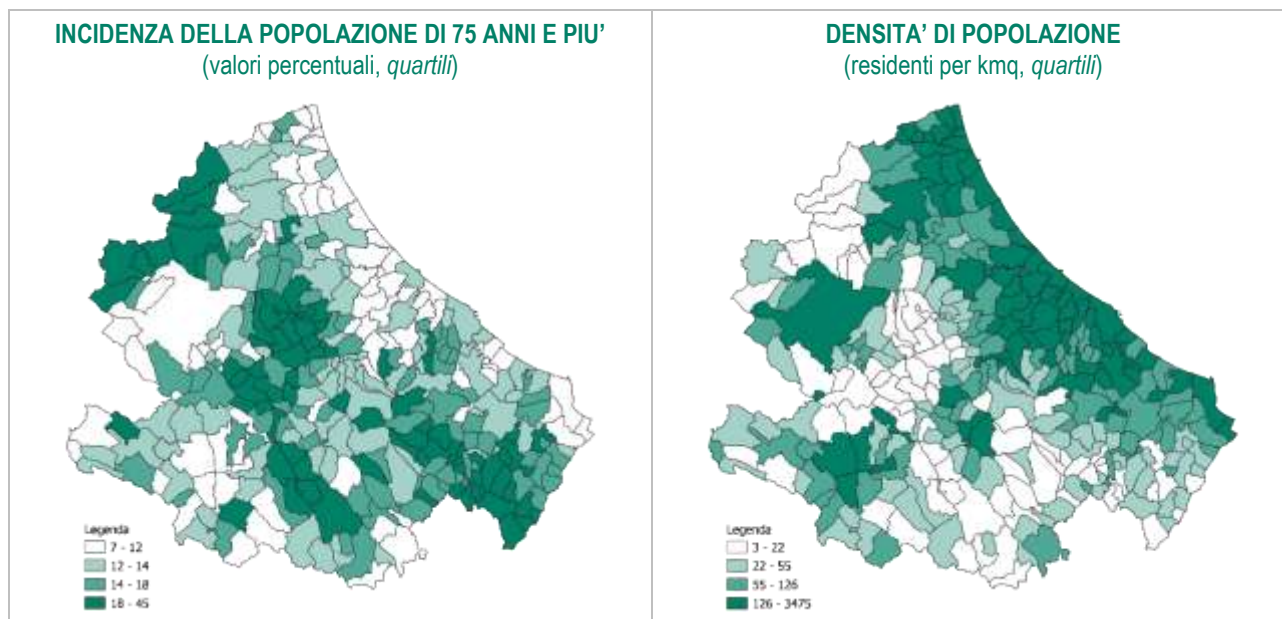 INCIDENZA DELLA POPOLAZIONE DI 75 ANNI E PIU’
(valori percentuali, quartili)
Legenda
7 - 12
12 - 14
14 - 18
18 - 45
DENSITA’ DI POPOLAZIONE
(residenti per kmq, quartili)
Legenda
3 - 22
22 - 55
55 - 126
126 - 3475